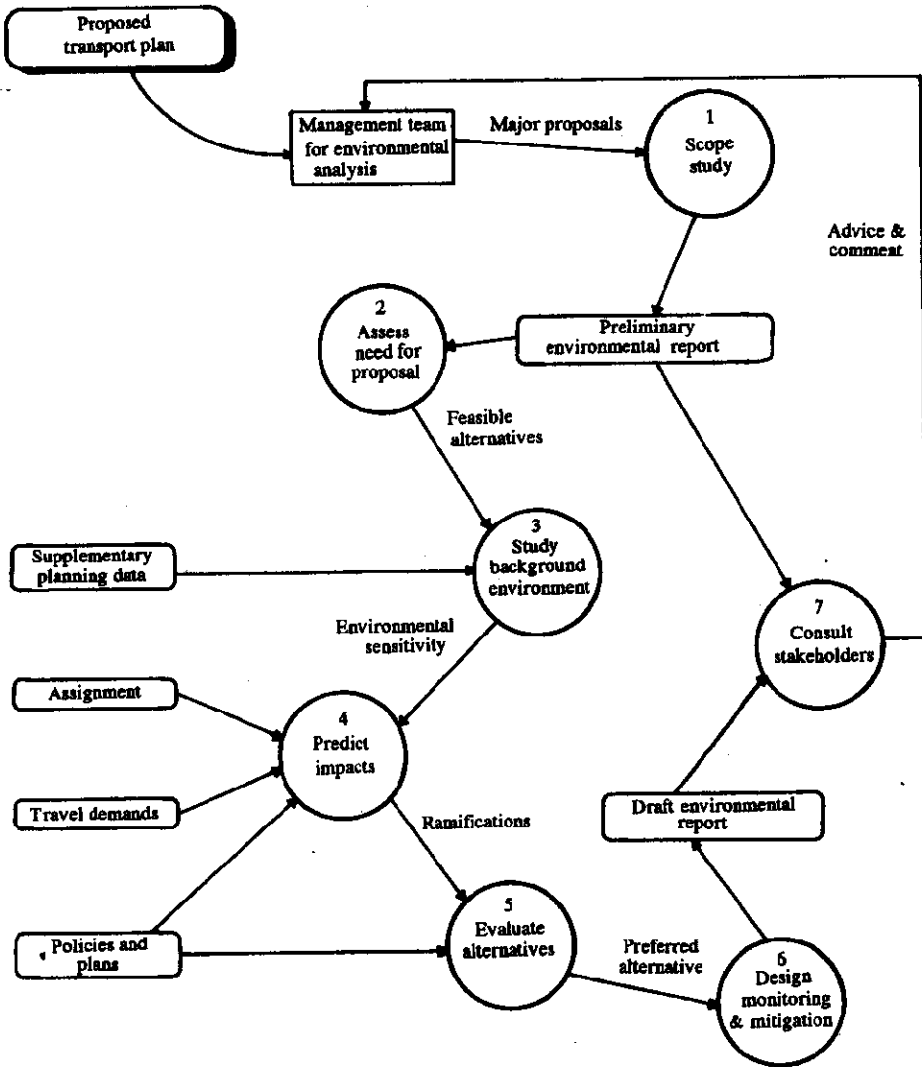 Proposed
transport plan
Management team
for environmental
analysis
Major proposals
1
Scope
study
Advice &
comment
2
Assess
need for
proposal
Preliminary
environmental report
Feasible
alternatives
3
Study
background
environment
Supplementary
planning data
Environmental
sensitivity
7
Consult
stakeholders
Assignment
4
Predict
impacts
Travel demands
Ramifications
Draft environmental
report
Policies and
plans
5
Evaluate
alternatives
Preferred
alternative
6
Design
monitoring
& mitigation